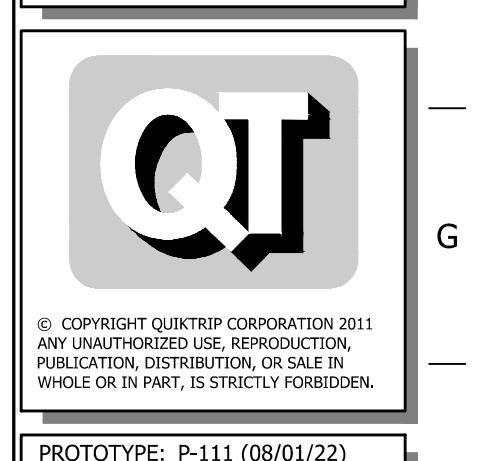 QT
G
© COPYRIGHT QUIKTRIP CORPORATION 2011
ANY UNAUTHORIZED USE, REPRODUCTION,
PUBLICATION, DISTRIBUTION, OR SALE IN
WHOLE OR IN PART, IS STRICTLY FORBIDDEN.
PROTOTYPE: P-111 (08/01/22)